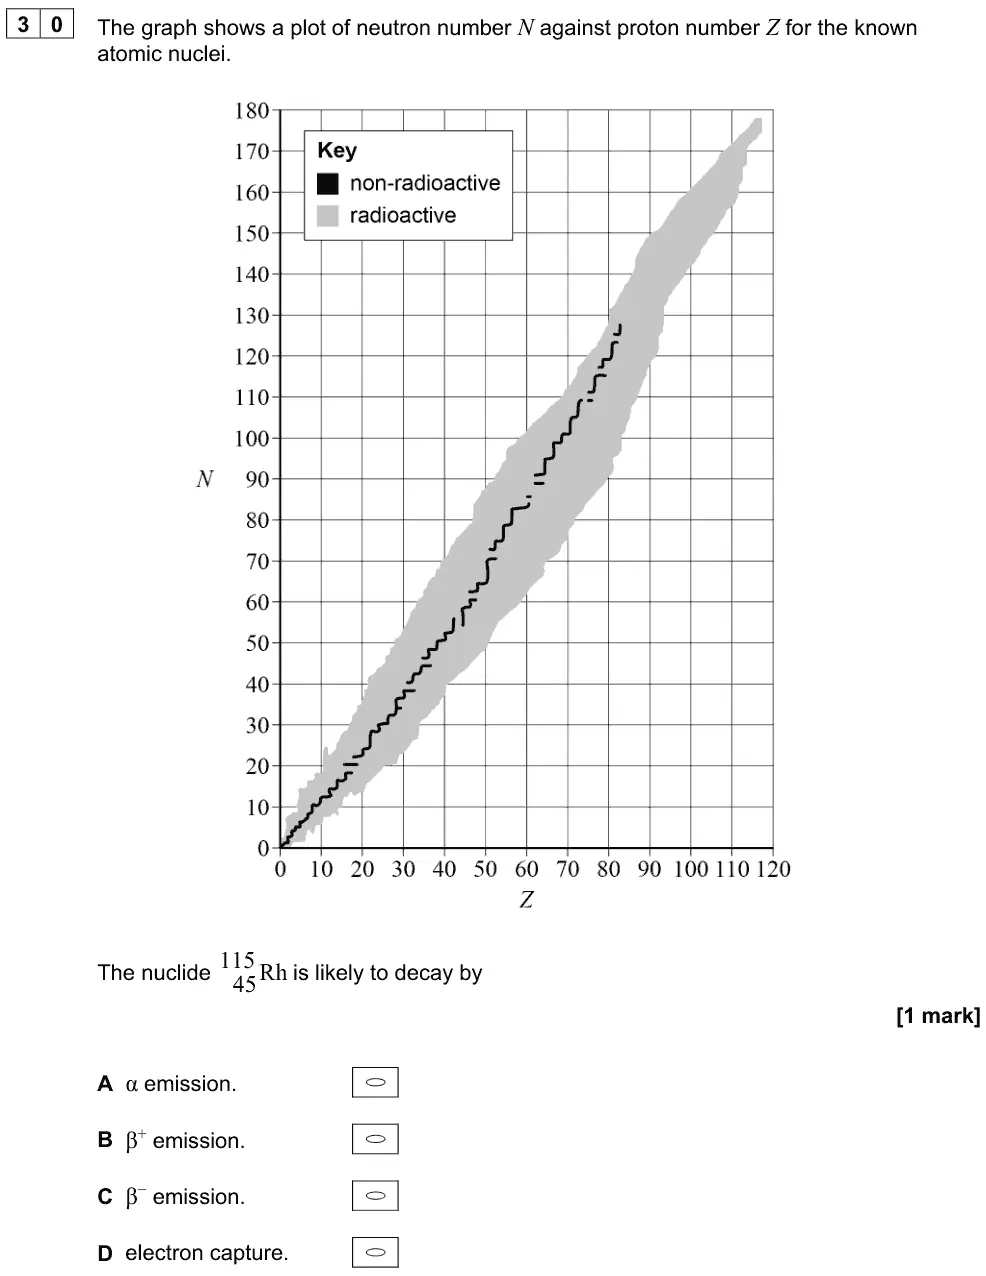 3 0 The graph shows a plot of neutron number N against proton number Z for the known
atomic nuclei.
180
170
160
150
140
130
120
110
100
90
80
70
60
50
40
30
20
10
0
N
Key
non-radioactive
radioactive
0 10 20 30 40 50 60 70 80 90 100 110 120
Z
The nuclide ¹¹⁵₄₅Rh is likely to decay by
[1 mark]
A α emission.
B β⁺ emission.
C β⁻ emission.
D electron capture.